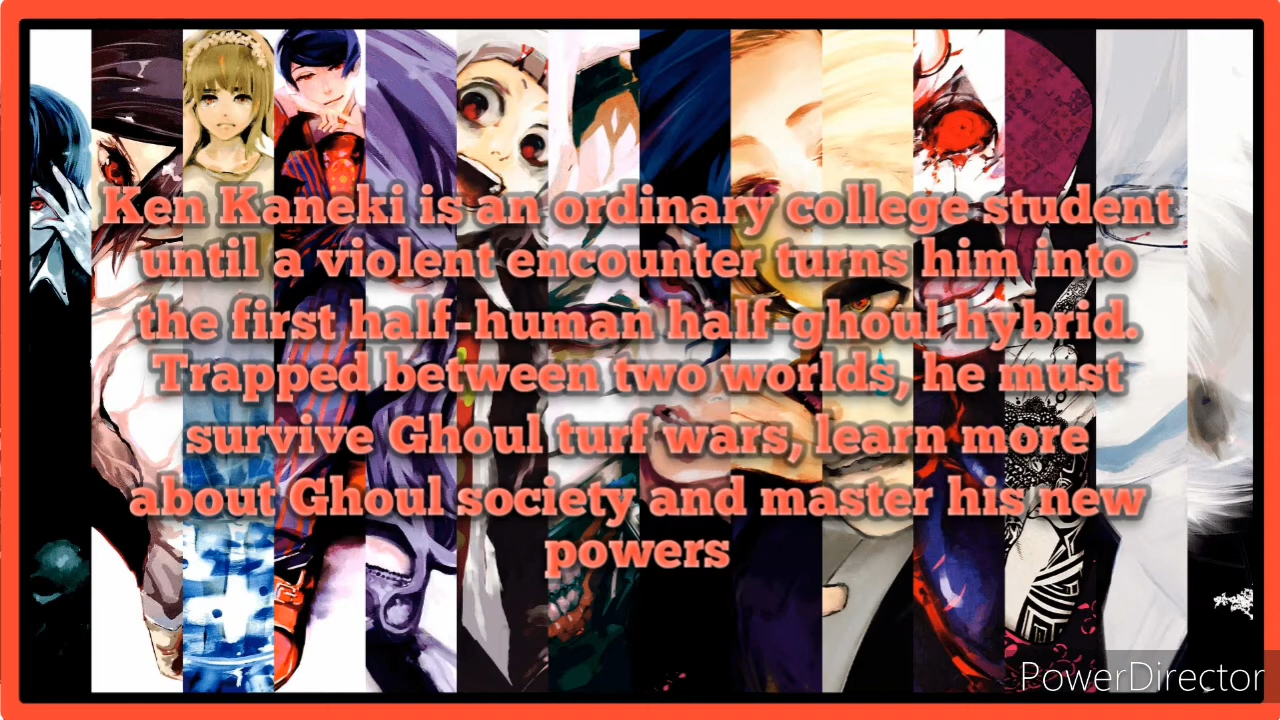 Ken Kaneki is an ordinary college student
until a violent encounter turns him into
the first half-human half-ghoul hybrid.
Trapped between two worlds, he must
survive Ghoul turf wars, learn more
about Ghoul society and master his new
powers
PowerDirector